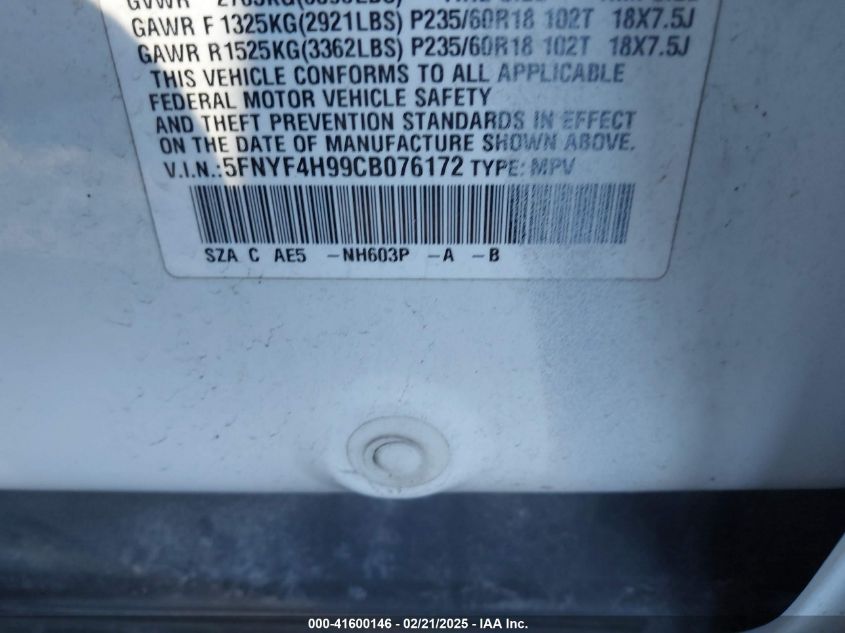 GVWR
GAWR F 1325KG(2921LBS) P235/60R18 102T 18X7.5J
GAWR R1525KG(3362LBS) P235/60R18 102T 18X7.5J
THIS VEHICLE CONFORMS TO ALL APPLICABLE
FEDERAL MOTOR VEHICLE SAFETY
AND THEFT PREVENTION STANDARDS IN EFFECT
ON THE DATE OF MANUFACTURE SHOWN ABOVE.
V.I.N.:5FNYF4H99CB076172 TYPE: MPV
SZA C AE5 -NH603P -A -B
000-41600146 - 02/21/2025 - IAA Inc.